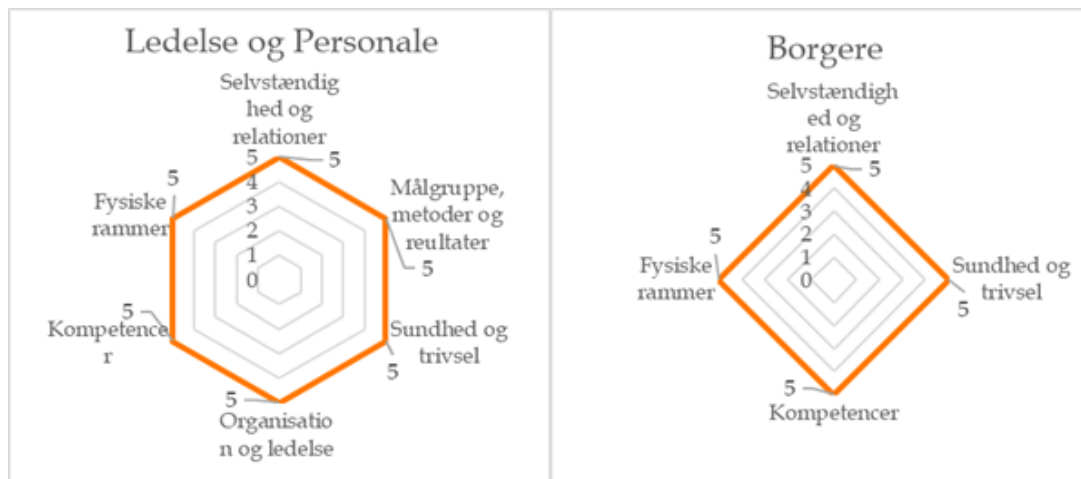 Ledelse og Personale
Selvstændig
hed og
relationer
5
5
4
3
2
1
0
Målgruppe,
metoder og
reultater
5
Sundhed og
trivsel
5
Organisatio
n og ledelse
5
Kompetence
r
5
Fysiske
rammer
5
Borgere
Selvstændigh
ed og
relationer
5
5
4
3
2
1
0
Sundhed og
trivsel
5
Kompetencer
5
Fysiske
rammer
5